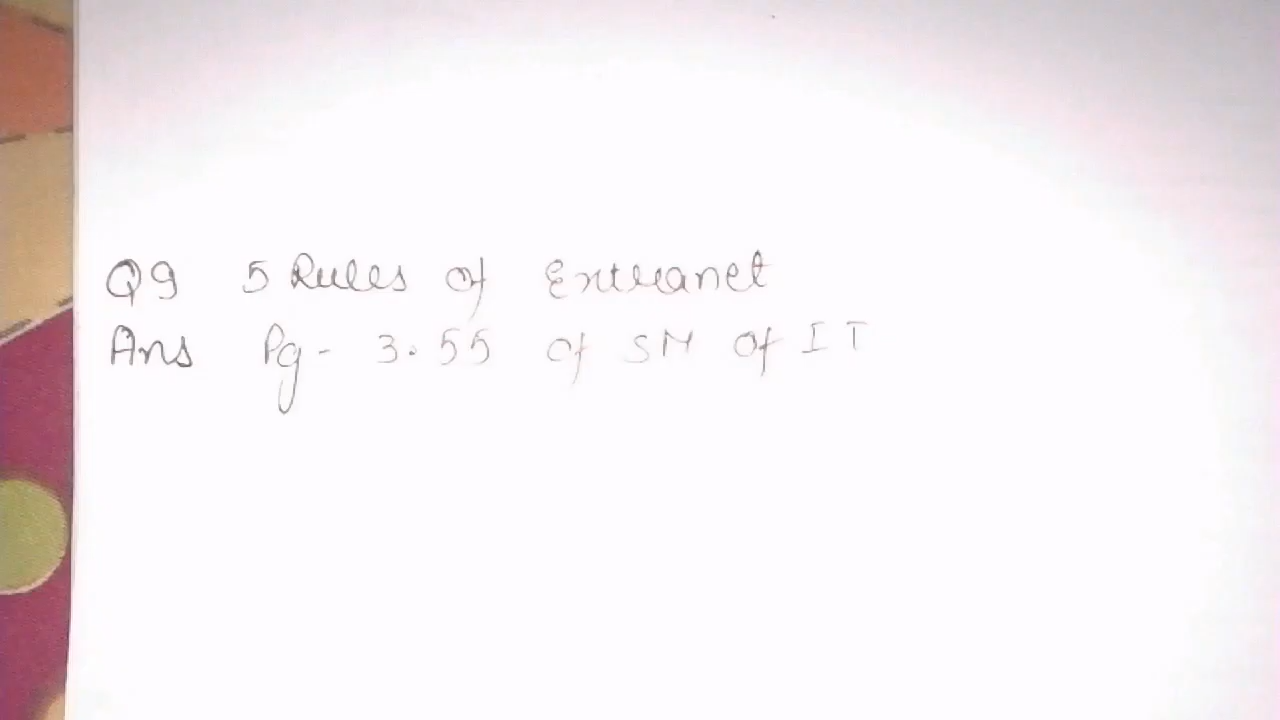 Q9 5 Rules of Extranet
Ans Pg- 3.55 of SM of IT